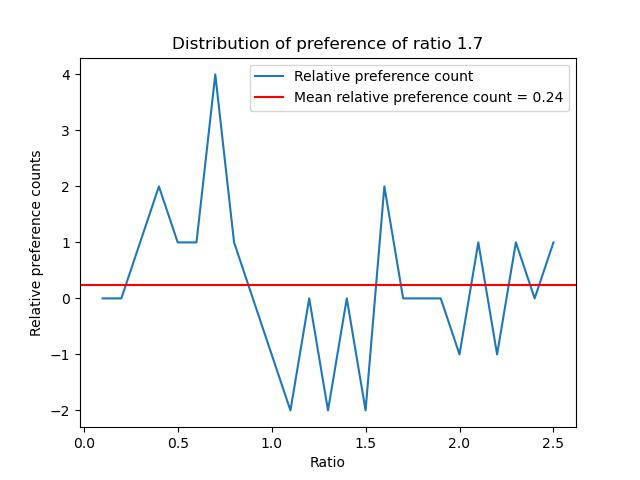 Distribution of preference of ratio 1.7
Relative preference count
Mean relative preference count = 0.24
Relative preference counts
4
3
2
1
0
−1
−2
0.0 0.5 1.0 1.5 2.0 2.5
Ratio